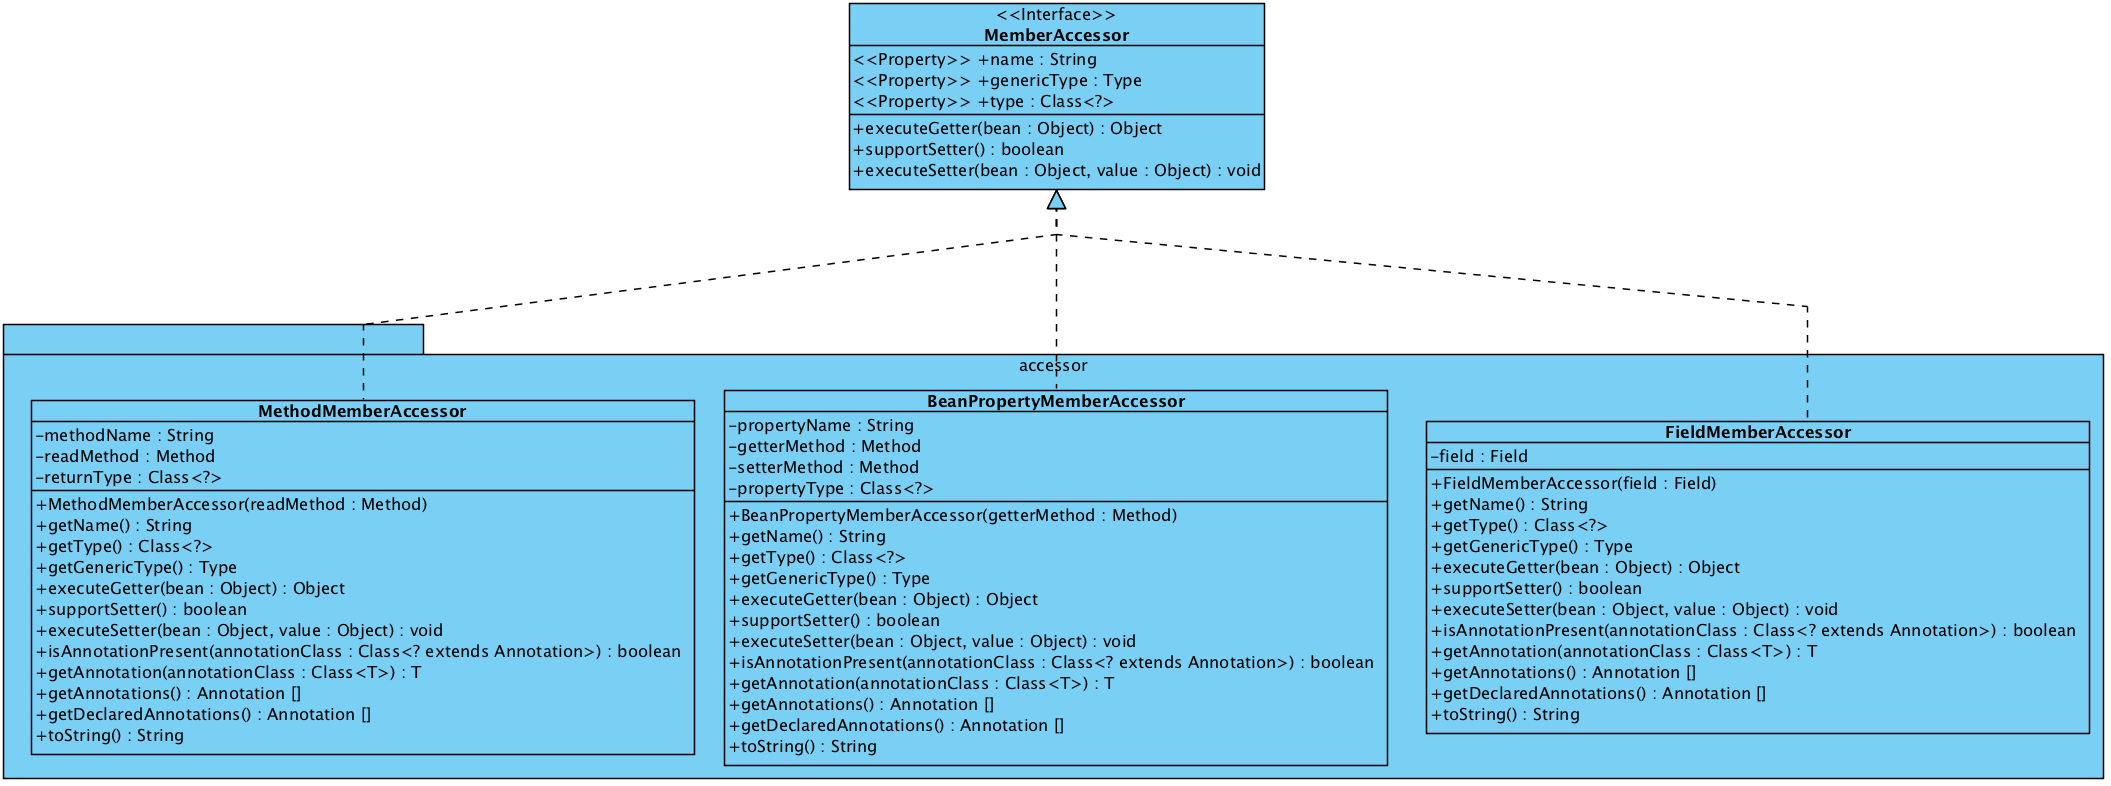 <<Interface>>
MemberAccessor
<<Property>> +name : String
<<Property>> +genericType : Type
<<Property>> +type : Class<?>
+executeGetter(bean : Object) : Object
+supportSetter() : boolean
+executeSetter(bean : Object, value : Object) : void
accessor
MethodMemberAccessor
-methodName : String
-readMethod : Method
-returnType : Class<?>
+MethodMemberAccessor(readMethod : Method)
+getName() : String
+getType() : Class<?>
+getGenericType() : Type
+executeGetter(bean : Object) : Object
+supportSetter() : boolean
+executeSetter(bean : Object, value : Object) : void
+isAnnotationPresent(annotationClass : Class<? extends Annotation>) : boolean
+getAnnotation(annotationClass : Class<T>) : T
+getAnnotations() : Annotation []
+getDeclaredAnnotations() : Annotation []
+toString() : String
BeanPropertyMemberAccessor
-propertyName : String
-getterMethod : Method
-setterMethod : Method
-propertyType : Class<?>
+BeanPropertyMemberAccessor(getterMethod : Method)
+getName() : String
+getType() : Class<?>
+getGenericType() : Type
+executeGetter(bean : Object) : Object
+supportSetter() : boolean
+executeSetter(bean : Object, value : Object) : void
+isAnnotationPresent(annotationClass : Class<? extends Annotation>) : boolean
+getAnnotation(annotationClass : Class<T>) : T
+getAnnotations() : Annotation []
+getDeclaredAnnotations() : Annotation []
+toString() : String
FieldMemberAccessor
-field : Field
+FieldMemberAccessor(field : Field)
+getName() : String
+getType() : Class<?>
+getGenericType() : Type
+executeGetter(bean : Object) : Object
+supportSetter() : boolean
+executeSetter(bean : Object, value : Object) : void
+isAnnotationPresent(annotationClass : Class<? extends Annotation>) : boolean
+getAnnotation(annotationClass : Class<T>) : T
+getAnnotations() : Annotation []
+getDeclaredAnnotations() : Annotation []
+toString() : String